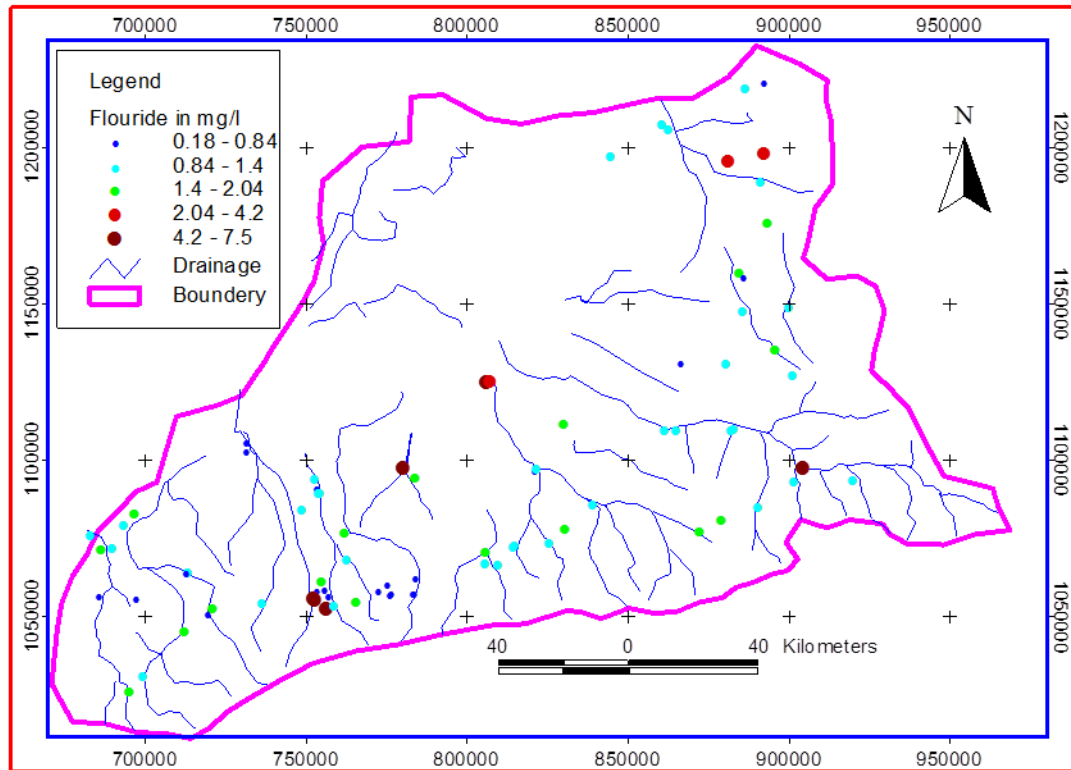 700000 750000 800000 850000 900000 950000
Legend
Flouride in mg/l
0.18 - 0.84
0.84 - 1.4
1.4 - 2.04
2.04 - 4.2
4.2 - 7.5
Drainage
Boundery
N
1200000 1200000
1150000 1150000
1100000 1100000
1050000 1050000
40 0 40 Kilometers
700000 750000 800000 850000 900000 950000